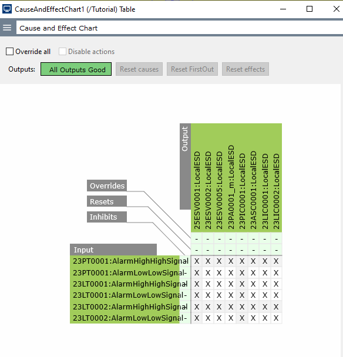 CauseAndEffectChart1 (/Tutorial) Table
Cause and Effect Chart
Override all
Disable actions
Outputs:
All Outputs Good
Reset causes
Reset FirstOut
Reset effects
Output
23ESV0001:LocalESD
23ESV0002:LocalESD
23ESV0005:LocalESD
23PA0001_m:LocalESD
23PIC0001:LocalESD
23ASC0001:LocalESD
23LIC0001:LocalESD
23LIC0002:LocalESD
Overrides
Resets
Inhibits
- - - - - - - -
- - - - - - - -
Input
23PT0001:AlarmHighHighSignal- X X X X X X X X
23PT0001:AlarmLowLowSignal- X X X X X X X X
23LT0001:AlarmHighHighSignal- X X X X X X X X
23LT0001:AlarmLowLowSignal- X X X X X X X X
23LT0002:AlarmHighHighSignal- X X X X X X X X
23LT0002:AlarmLowLowSignal- X X X X X X X X